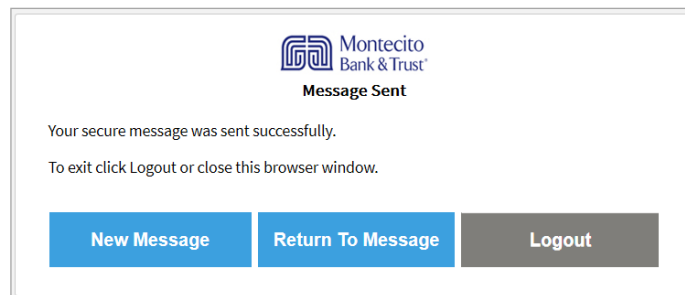 Montecito
Bank & Trust
Message Sent
Your secure message was sent successfully.
To exit click Logout or close this browser window.
New Message
Return To Message
Logout